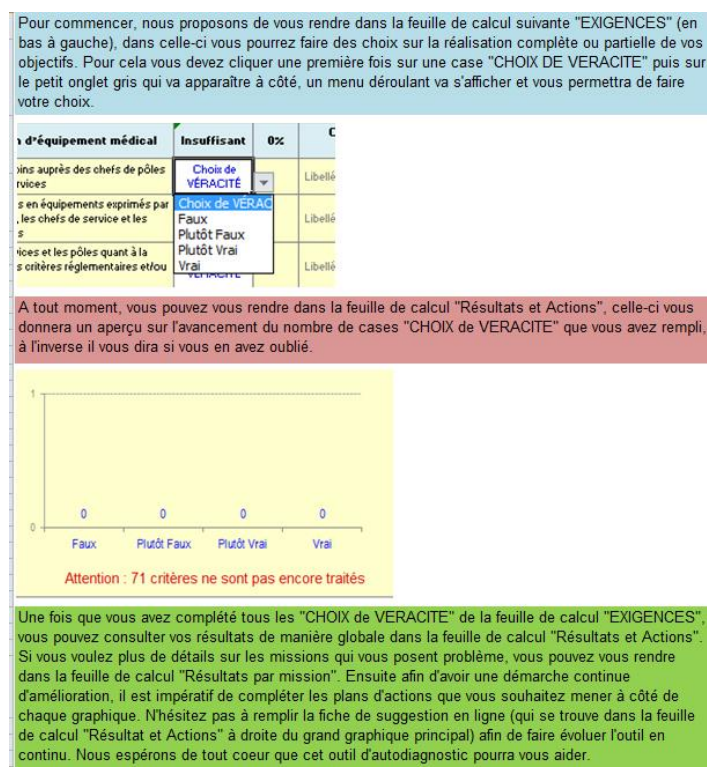 Pour commencer, nous proposons de vous rendre dans la feuille de calcul suivante "EXIGENCES" (en
bas à gauche), dans celle-ci vous pourrez faire des choix sur la réalisation complète ou partielle de vos
objectifs. Pour cela vous devez cliquer une première fois sur une case "CHOIX DE VERACITE" puis sur
le petit onglet gris qui va apparaître à côté, un menu déroulant va s'afficher et vous permettra de faire
votre choix.
d'équipement médical Insuffisant 0% C
oins auprès des chefs de pôles Choix de Libellé
rvices VÉRACITÉ
s en équipements exprimés par Choix de VÉRAC
, les chefs de service et les Faux Libellé
s Plutôt Faux
vices et les pôles quant à la Plutôt Vrai
s critères réglementaires et/ou Vrai Libellé
VÉRACITÉ
A tout moment, vous pouvez vous rendre dans la feuille de calcul "Résultats et Actions", celle-ci vous
donnera un aperçu sur l'avancement du nombre de cases "CHOIX de VERACITE" que vous avez rempli,
à l'inverse il vous dira si vous en avez oublié.
1
0 0 0 0
0
Faux Plutôt Faux Plutôt Vrai Vrai
Attention : 71 critères ne sont pas encore traités
Une fois que vous avez complété tous les "CHOIX de VERACITE" de la feuille de calcul "EXIGENCES",
vous pouvez consulter vos résultats de manière globale dans la feuille de calcul "Résultats et Actions".
Si vous voulez plus de détails sur les missions qui vous posent problème, vous pouvez vous rendre
dans la feuille de calcul "Résultats par mission". Ensuite afin d'avoir une démarche continue
d'amélioration, il est impératif de compléter les plans d'actions que vous souhaitez mener à côté de
chaque graphique. N'hésitez pas à remplir la fiche de suggestion en ligne (qui se trouve dans la feuille
de calcul "Résultat et Actions" à droite du grand graphique principal) afin de faire évoluer l'outil en
continu. Nous espérons de tout coeur que cet outil d'autodiagnostic pourra vous aider.